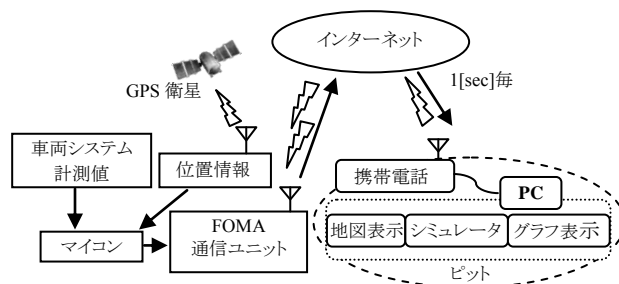 インターネット
GPS 衛星
1[sec]毎
車両システム
計測値
位置情報
携帯電話
PC
FOMA
通信ユニット
マイコン
地図表示
シミュレータ
グラフ表示
ピット